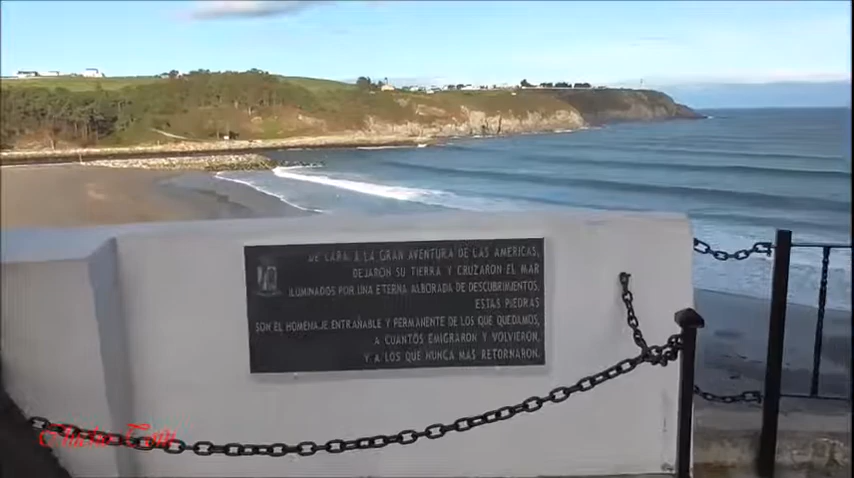 DE CARA A LA GRAN AVENTURA DE LAS AMERICAS
DEJARON SU TIERRA Y CRUZARON EL MAR
ILUMINADOS POR UNA ETERNA ALBORADA DE DESCUBRIMIENTOS.
ESTAS PIEDRAS
SON EL HOMENAJE ENTRAÑABLE Y PERMANENTE DE LOS QUE QUEDAMOS,
A CUANTOS EMIGRARON Y VOLVIERON,
Y A LOS QUE NUNCA MAS RETORNARON.